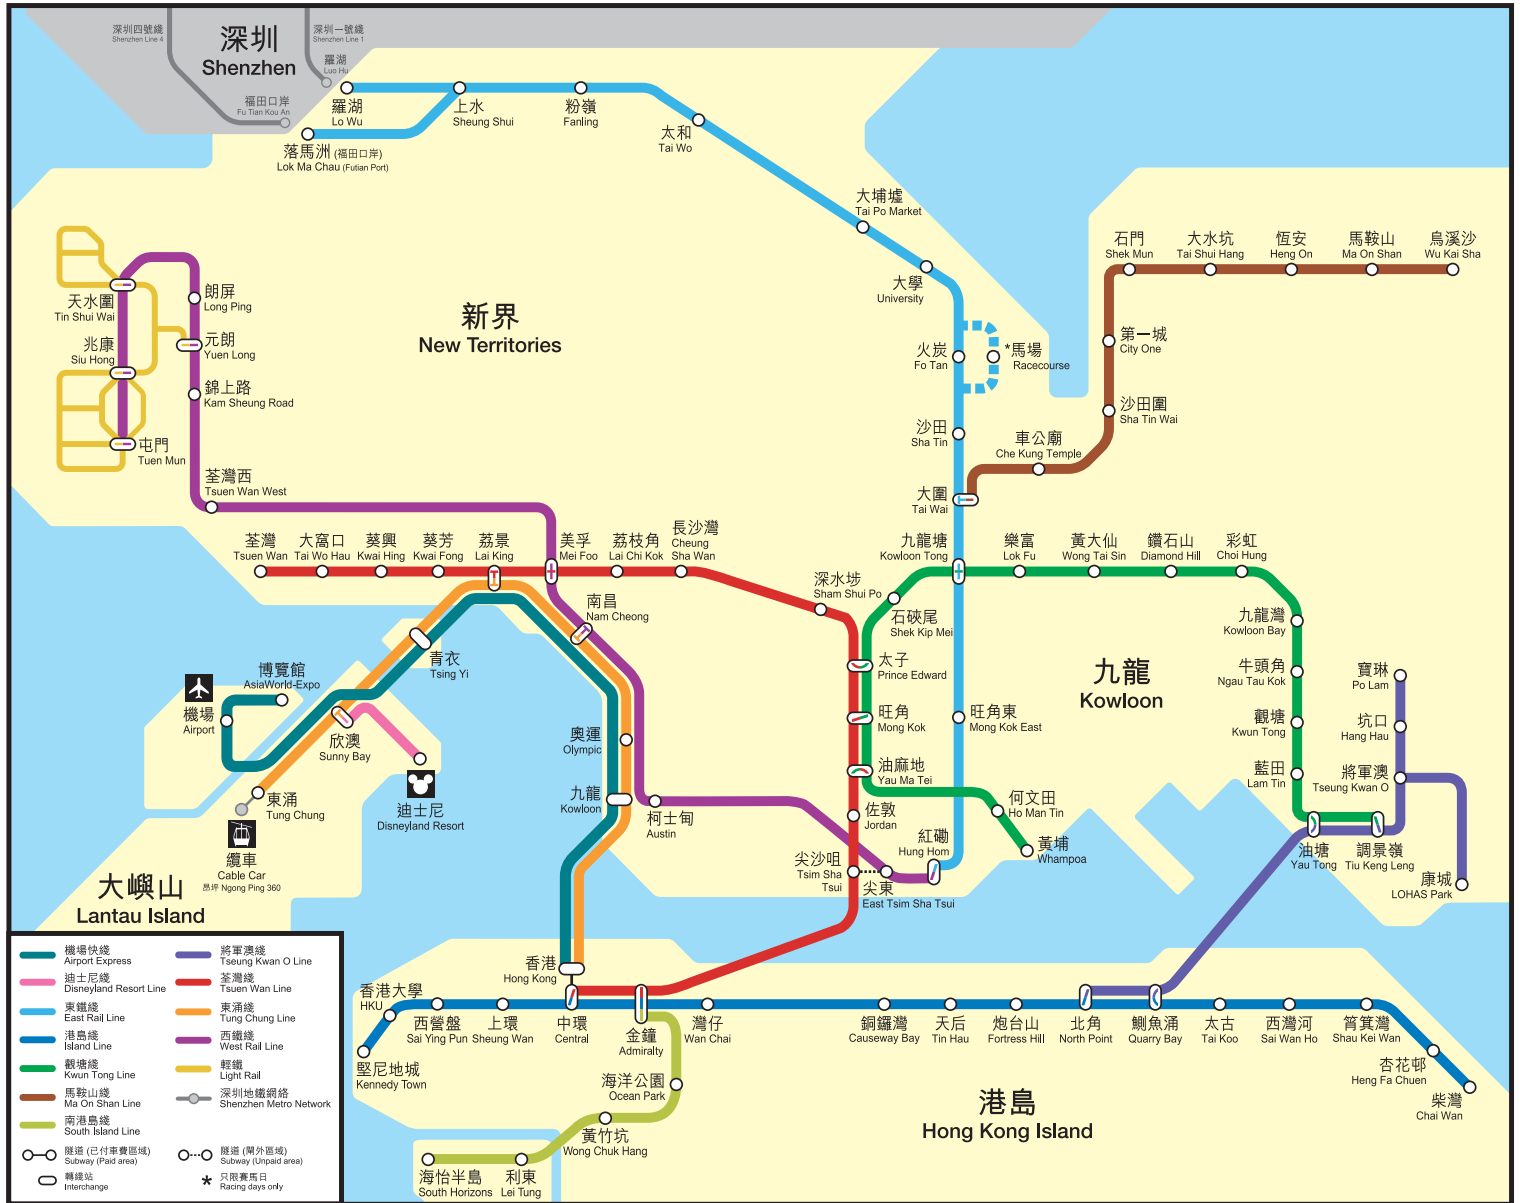 深圳四號綫
Shenzhen Line 4
深圳一號綫
Shenzhen Line 1
深圳
Shenzhen
羅湖
Luo Hu
福田口岸
Fu Tian Kou An
羅湖
Lo Wu
上水
Sheung Shui
粉嶺
Fanling
太和
Tai Wo
落馬洲 (福田口岸)
Lok Ma Chau (Futian Port)
大埔墟
Tai Po Market
大學
University
石門
Shek Mun
大水坑
Tai Shui Hang
恆安
Heng On
馬鞍山
Ma On Shan
烏溪沙
Wu Kai Sha
天水圍
Tin Shui Wai
朗屏
Long Ping
兆康
Siu Hong
元朗
Yuen Long
錦上路
Kam Sheung Road
屯門
Tuen Mun
荃灣西
Tsuen Wan West
新界
New Territories
火炭
Fo Tan
*馬場
Racecourse
第一城
City One
沙田圍
Sha Tin Wai
沙田
Sha Tin
車公廟
Che Kung Temple
大圍
Tai Wai
荃灣
Tsuen Wan
大窩口
Tai Wo Hau
葵興
Kwai Hing
葵芳
Kwai Fong
荔景
Lai King
美孚
Mei Foo
荔枝角
Lai Chi Kok
長沙灣
Cheung
Sha Wan
深水埗
Sham Shui Po
九龍塘
Kowloon Tong
樂富
Lok Fu
黃大仙
Wong Tai Sin
鑽石山
Diamond Hill
彩虹
Choi Hung
南昌
Nam Cheong
石硤尾
Shek Kip Mei
九龍灣
Kowloon Bay
青衣
Tsing Yi
太子
Prince Edward
九龍
Kowloon
牛頭角
Ngau Tau Kok
寶琳
Po Lam
博覽館
AsiaWorld-Expo
機場
Airport
欣澳
Sunny Bay
奧運
Olympic
旺角
Mong Kok
旺角東
Mong Kok East
觀塘
Kwun Tong
坑口
Hang Hau
油麻地
Yau Ma Tei
藍田
Lam Tin
將軍澳
Tseung Kwan O
東涌
Tung Chung
迪士尼
Disneyland Resort
九龍
Kowloon
柯士甸
Austin
佐敦
Jordan
何文田
Ho Man Tin
紅磡
Hung Hom
黃埔
Whampoa
油塘
Yau Tong
調景嶺
Tiu Keng Leng
纜車
Cable Car
昂坪 Ngong Ping 360
尖沙咀
Tsim Sha
Tsui
尖東
East Tsim Sha Tsui
康城
LOHAS Park
大嶼山
Lantau Island
機場快綫
Airport Express
將軍澳綫
Tseung Kwan O Line
迪士尼綫
Disneyland Resort Line
荃灣綫
Tsuen Wan Line
東鐵綫
East Rail Line
東涌綫
Tung Chung Line
港島綫
Island Line
西鐵綫
West Rail Line
觀塘綫
Kwun Tong Line
輕鐵
Light Rail
馬鞍山綫
Ma On Shan Line
深圳地鐵網絡
Shenzhen Metro Network
南港島綫
South Island Line
隧道 (已付車費區域)
Subway (Paid area)
隧道 (閘外區域)
Subway (Unpaid area)
轉綫站
Interchange
* 只限賽馬日
Racing days only
香港
Hong Kong
香港大學
HKU
西營盤
Sai Ying Pun
上環
Sheung Wan
中環
Central
金鐘
Admiralty
灣仔
Wan Chai
銅鑼灣
Causeway Bay
天后
Tin Hau
炮台山
Fortress Hill
北角
North Point
鰂魚涌
Quarry Bay
太古
Tai Koo
西灣河
Sai Wan Ho
筲箕灣
Shau Kei Wan
堅尼地城
Kennedy Town
杏花邨
Heng Fa Chuen
海洋公園
Ocean Park
柴灣
Chai Wan
黃竹坑
Wong Chuk Hang
港島
Hong Kong Island
海怡半島
South Horizons
利東
Lei Tung